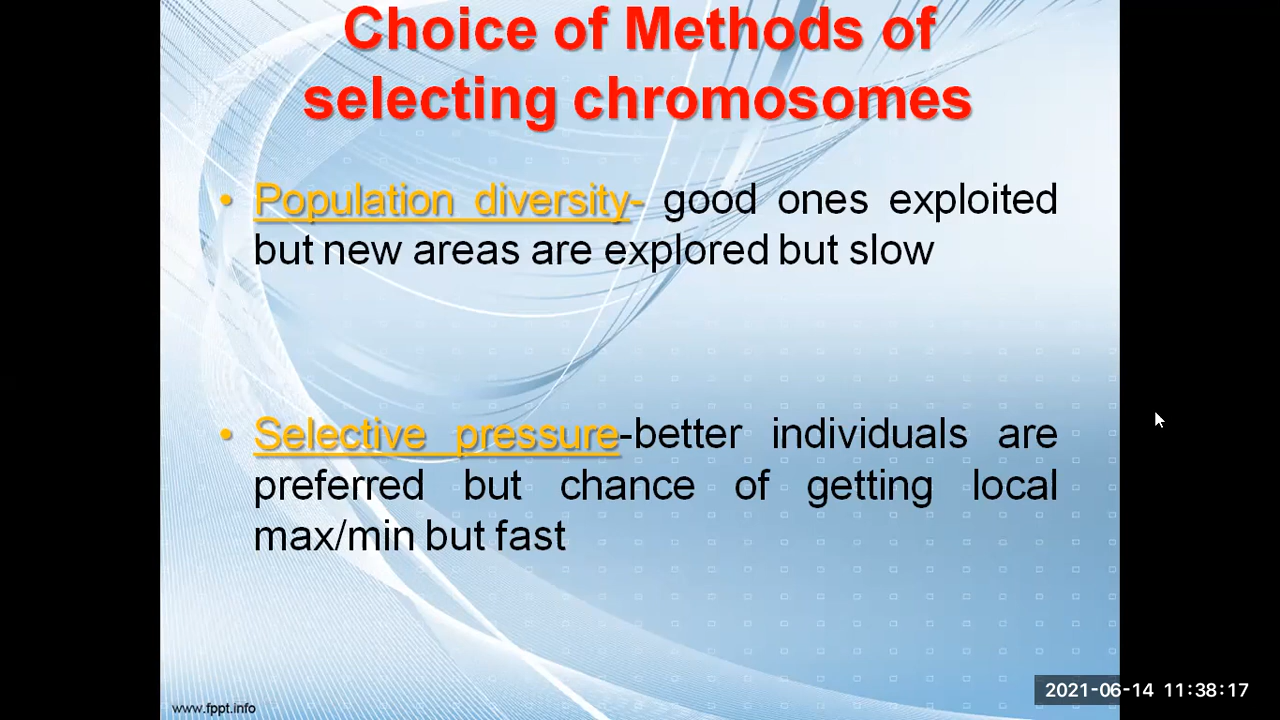 Choice of Methods of
selecting chromosomes
• Population diversity- good ones exploited
but new areas are explored but slow
• Selective pressure-better individuals are
preferred but chance of getting local
max/min but fast
2021-06-14 11:38:17
www.fppt.info